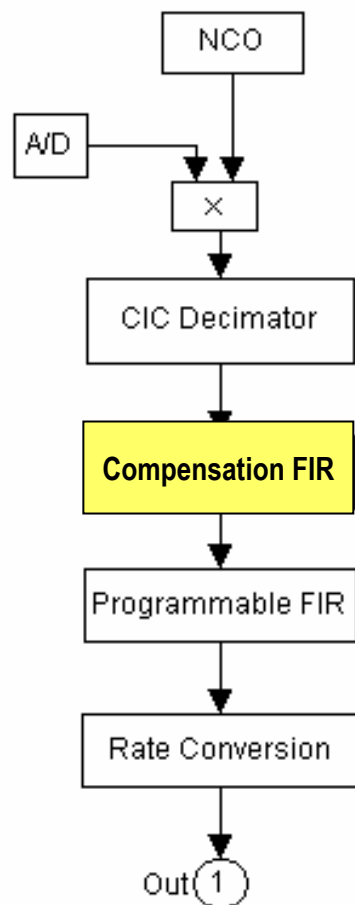 NCO
A/D
×
CIC Decimator
Compensation FIR
Programmable FIR
Rate Conversion
Out 1